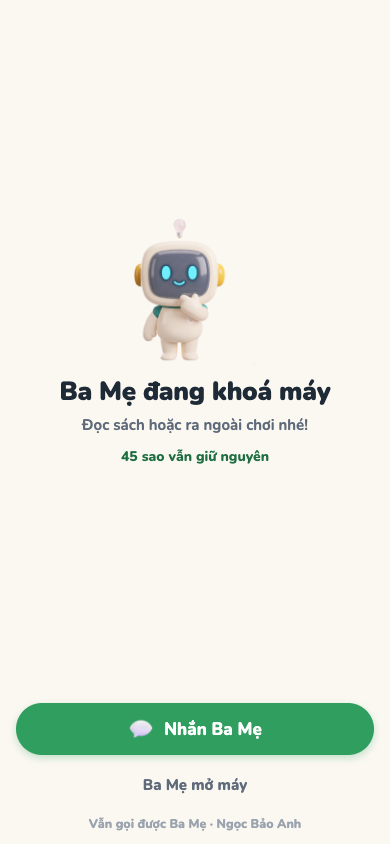 Ba Mẹ đang khoá máy
Đọc sách hoặc ra ngoài chơi nhé!
45 sao vẫn giữ nguyên
Nhắn Ba Mẹ
Ba Mẹ mở máy
Vẫn gọi được Ba Mẹ · Ngọc Bảo Anh